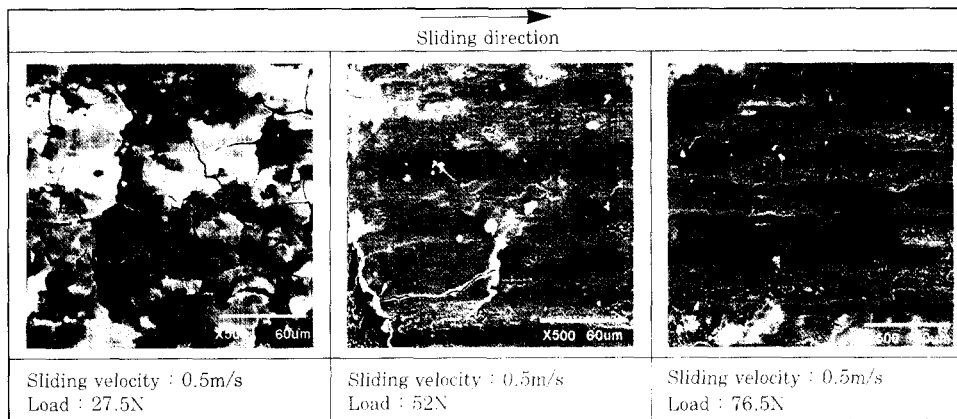 Sliding direction
60um
X500 60um
Sliding velocity : 0.5m/s
Load : 27.5N
Sliding velocity : 0.5m/s
Load : 52N
Sliding velocity : 0.5m/s
Load : 76.5N